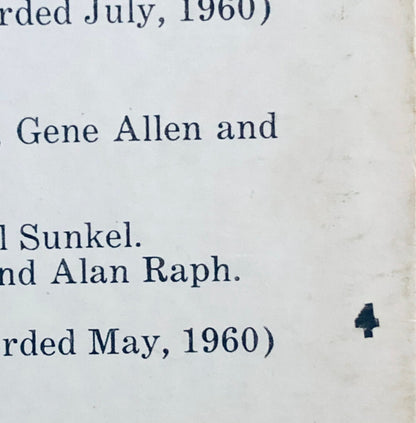 rded July, 1960)
Gene Allen and
l Sunkel.
nd Alan Raph.
rded May, 1960)
4